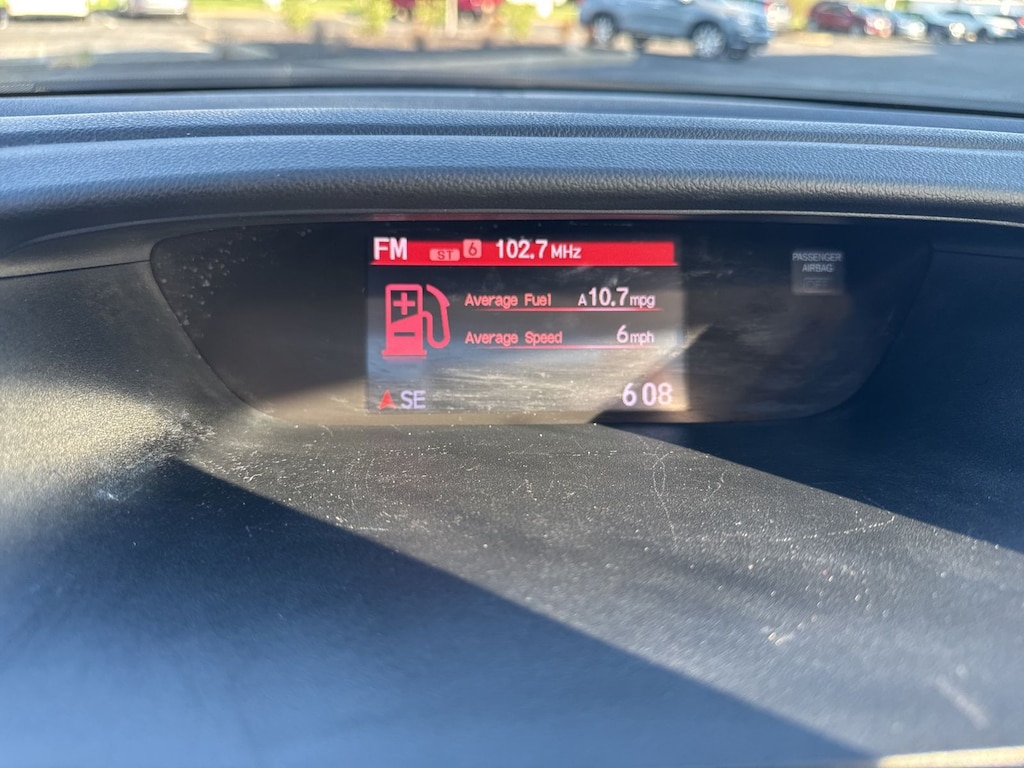 FM ST 6 102.7 MHz
PASSENGER
AIRBAG
Average Fuel A10.7mpg
Average Speed 6mph
SE 6 08